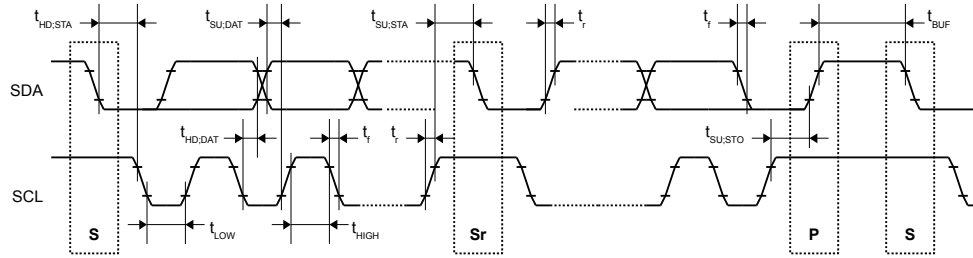 tHD;STA tSU;DAT tSU;STA tr tf tBUF
SDA
tHD;DAT tf tr tSU;STO
SCL
tLOW tHIGH
S Sr P S